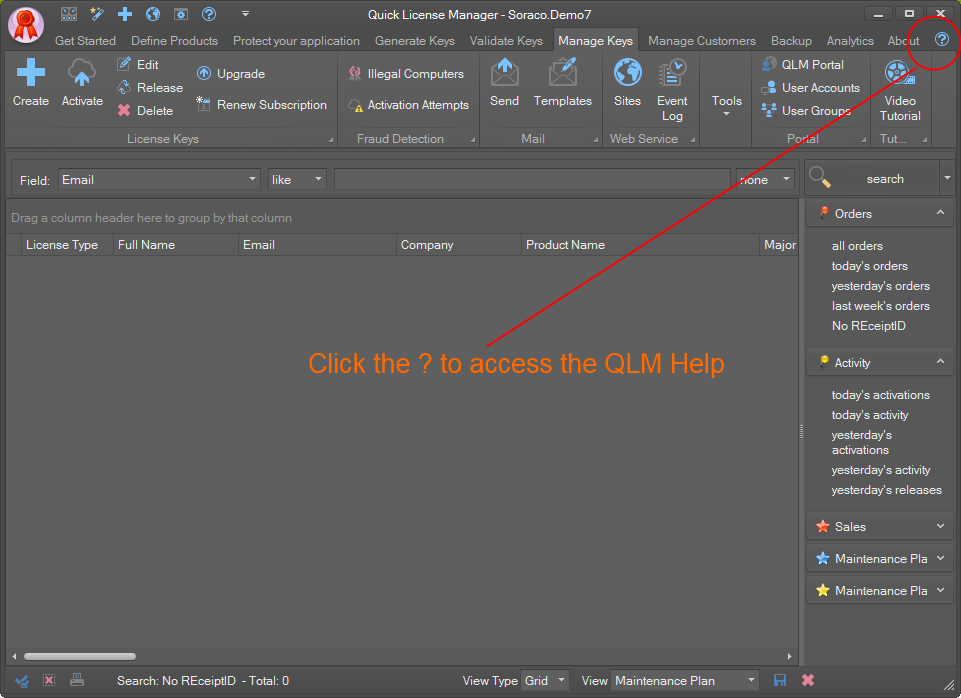 Quick License Manager - Soraco.Demo7
Get Started Define Products Protect your application Generate Keys Validate Keys Manage Keys Manage Customers Backup Analytics About
Create
Activate
Edit
Release
Delete
Upgrade
Renew Subscription
License Keys
Illegal Computers
Activation Attempts
Fraud Detection
Send
Templates
Mail
Sites
Event
Log
Web Service
Tools
QLM Portal
User Accounts
User Groups
Portal
Video
Tutorial
Tut...
Field: Email like none search
Drag a column header here to group by that column
License Type Full Name Email Company Product Name Major
Click the ? to access the QLM Help
Orders
all orders
today's orders
yesterday's orders
last week's orders
No REceiptID
Activity
today's activations
today's activity
yesterday's
activations
yesterday's activity
yesterday's releases
Sales
Maintenance Pla
Maintenance Pla
Search: No REceiptID - Total: 0 View Type Grid View Maintenance Plan